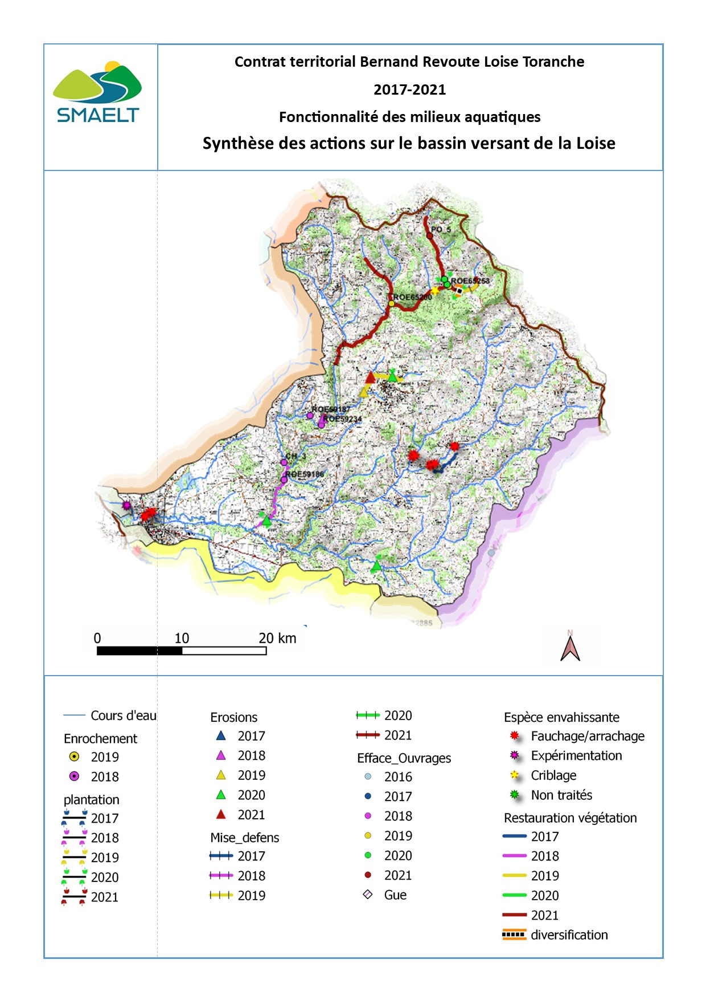 SMAELT
Contrat territorial Bernand Revoute Loise Toranche
2017-2021
Fonctionnalité des milieux aquatiques
Synthèse des actions sur le bassin versant de la Loise
PO_5
ROE65253
ROE65200
ROE59187
ROE59234
CH_3
ROE59186
0 10 20 km
N
Cours d'eau
Enrochement
2019
2018
plantation
2017
2018
2019
2020
2021
Erosions
2017
2018
2019
2020
2021
Mise_defens
2017
2018
2019
2020
2021
Efface_Ouvrages
2016
2017
2018
2019
2020
2021
Gue
Espèce envahissante
Fauchage/arrachage
Expérimentation
Criblage
Non traités
Restauration végétation
2017
2018
2019
2020
2021
diversification